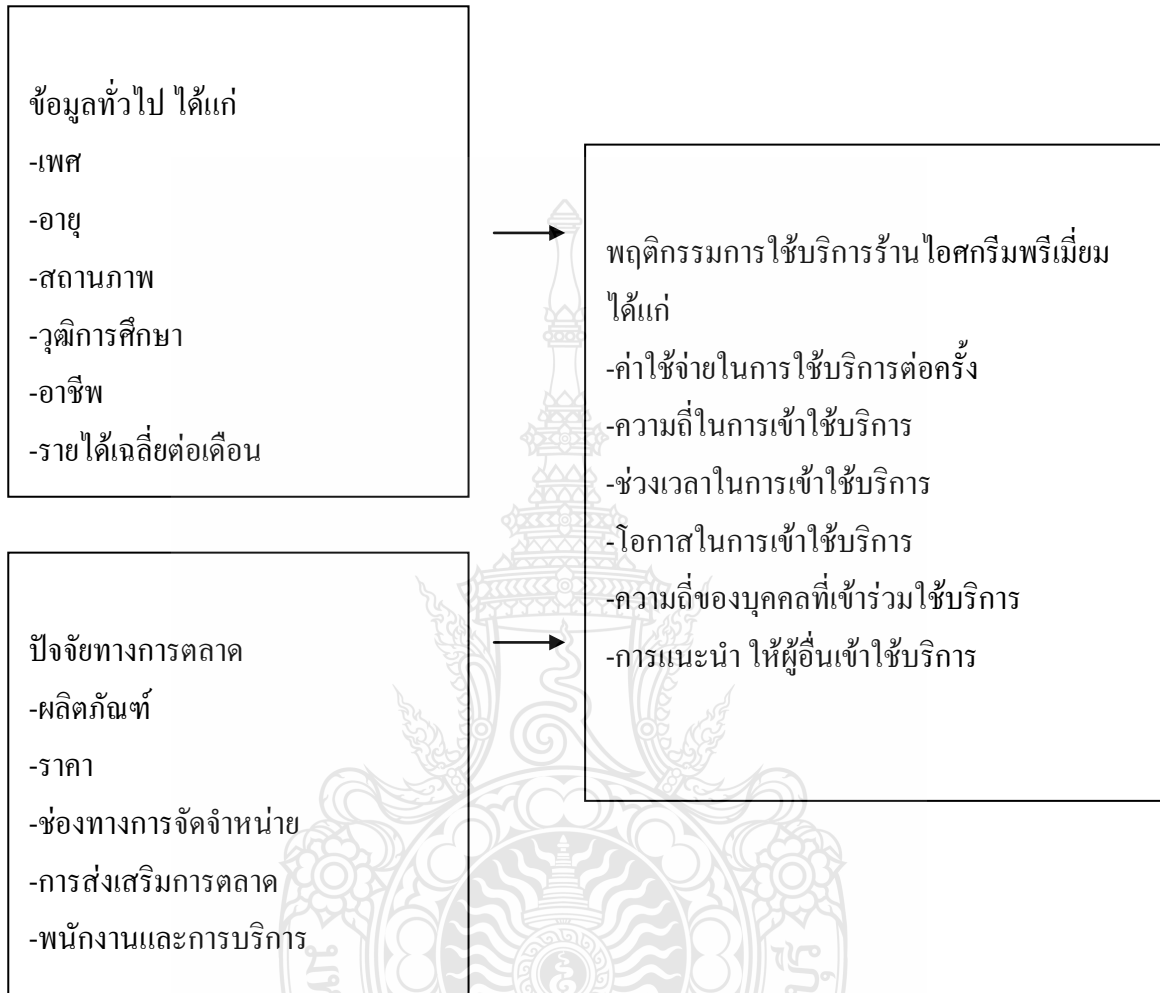 ข้อมูลทั่วไป ได้แก่
-เพศ
-อายุ
-สถานภาพ
-วุฒิการศึกษา
-อาชีพ
-รายได้เฉลี่ยต่อเดือน
ปัจจัยทางการตลาด
-ผลิตภัณฑ์
-ราคา
-ช่องทางการจัดจำหน่าย
-การส่งเสริมการตลาด
-พนักงานและการบริการ
พฤติกรรมการใช้บริการร้านไอศกรีมพรีเมี่ยม
ได้แก่
-ค่าใช้จ่ายในการใช้บริการต่อครั้ง
-ความถี่ในการเข้าใช้บริการ
-ช่วงเวลาในการเข้าใช้บริการ
-โอกาสในการเข้าใช้บริการ
-ความถี่ของบุคคลที่เข้าร่วมใช้บริการ
-การแนะนำ ให้ผู้อื่นเข้าใช้บริการ